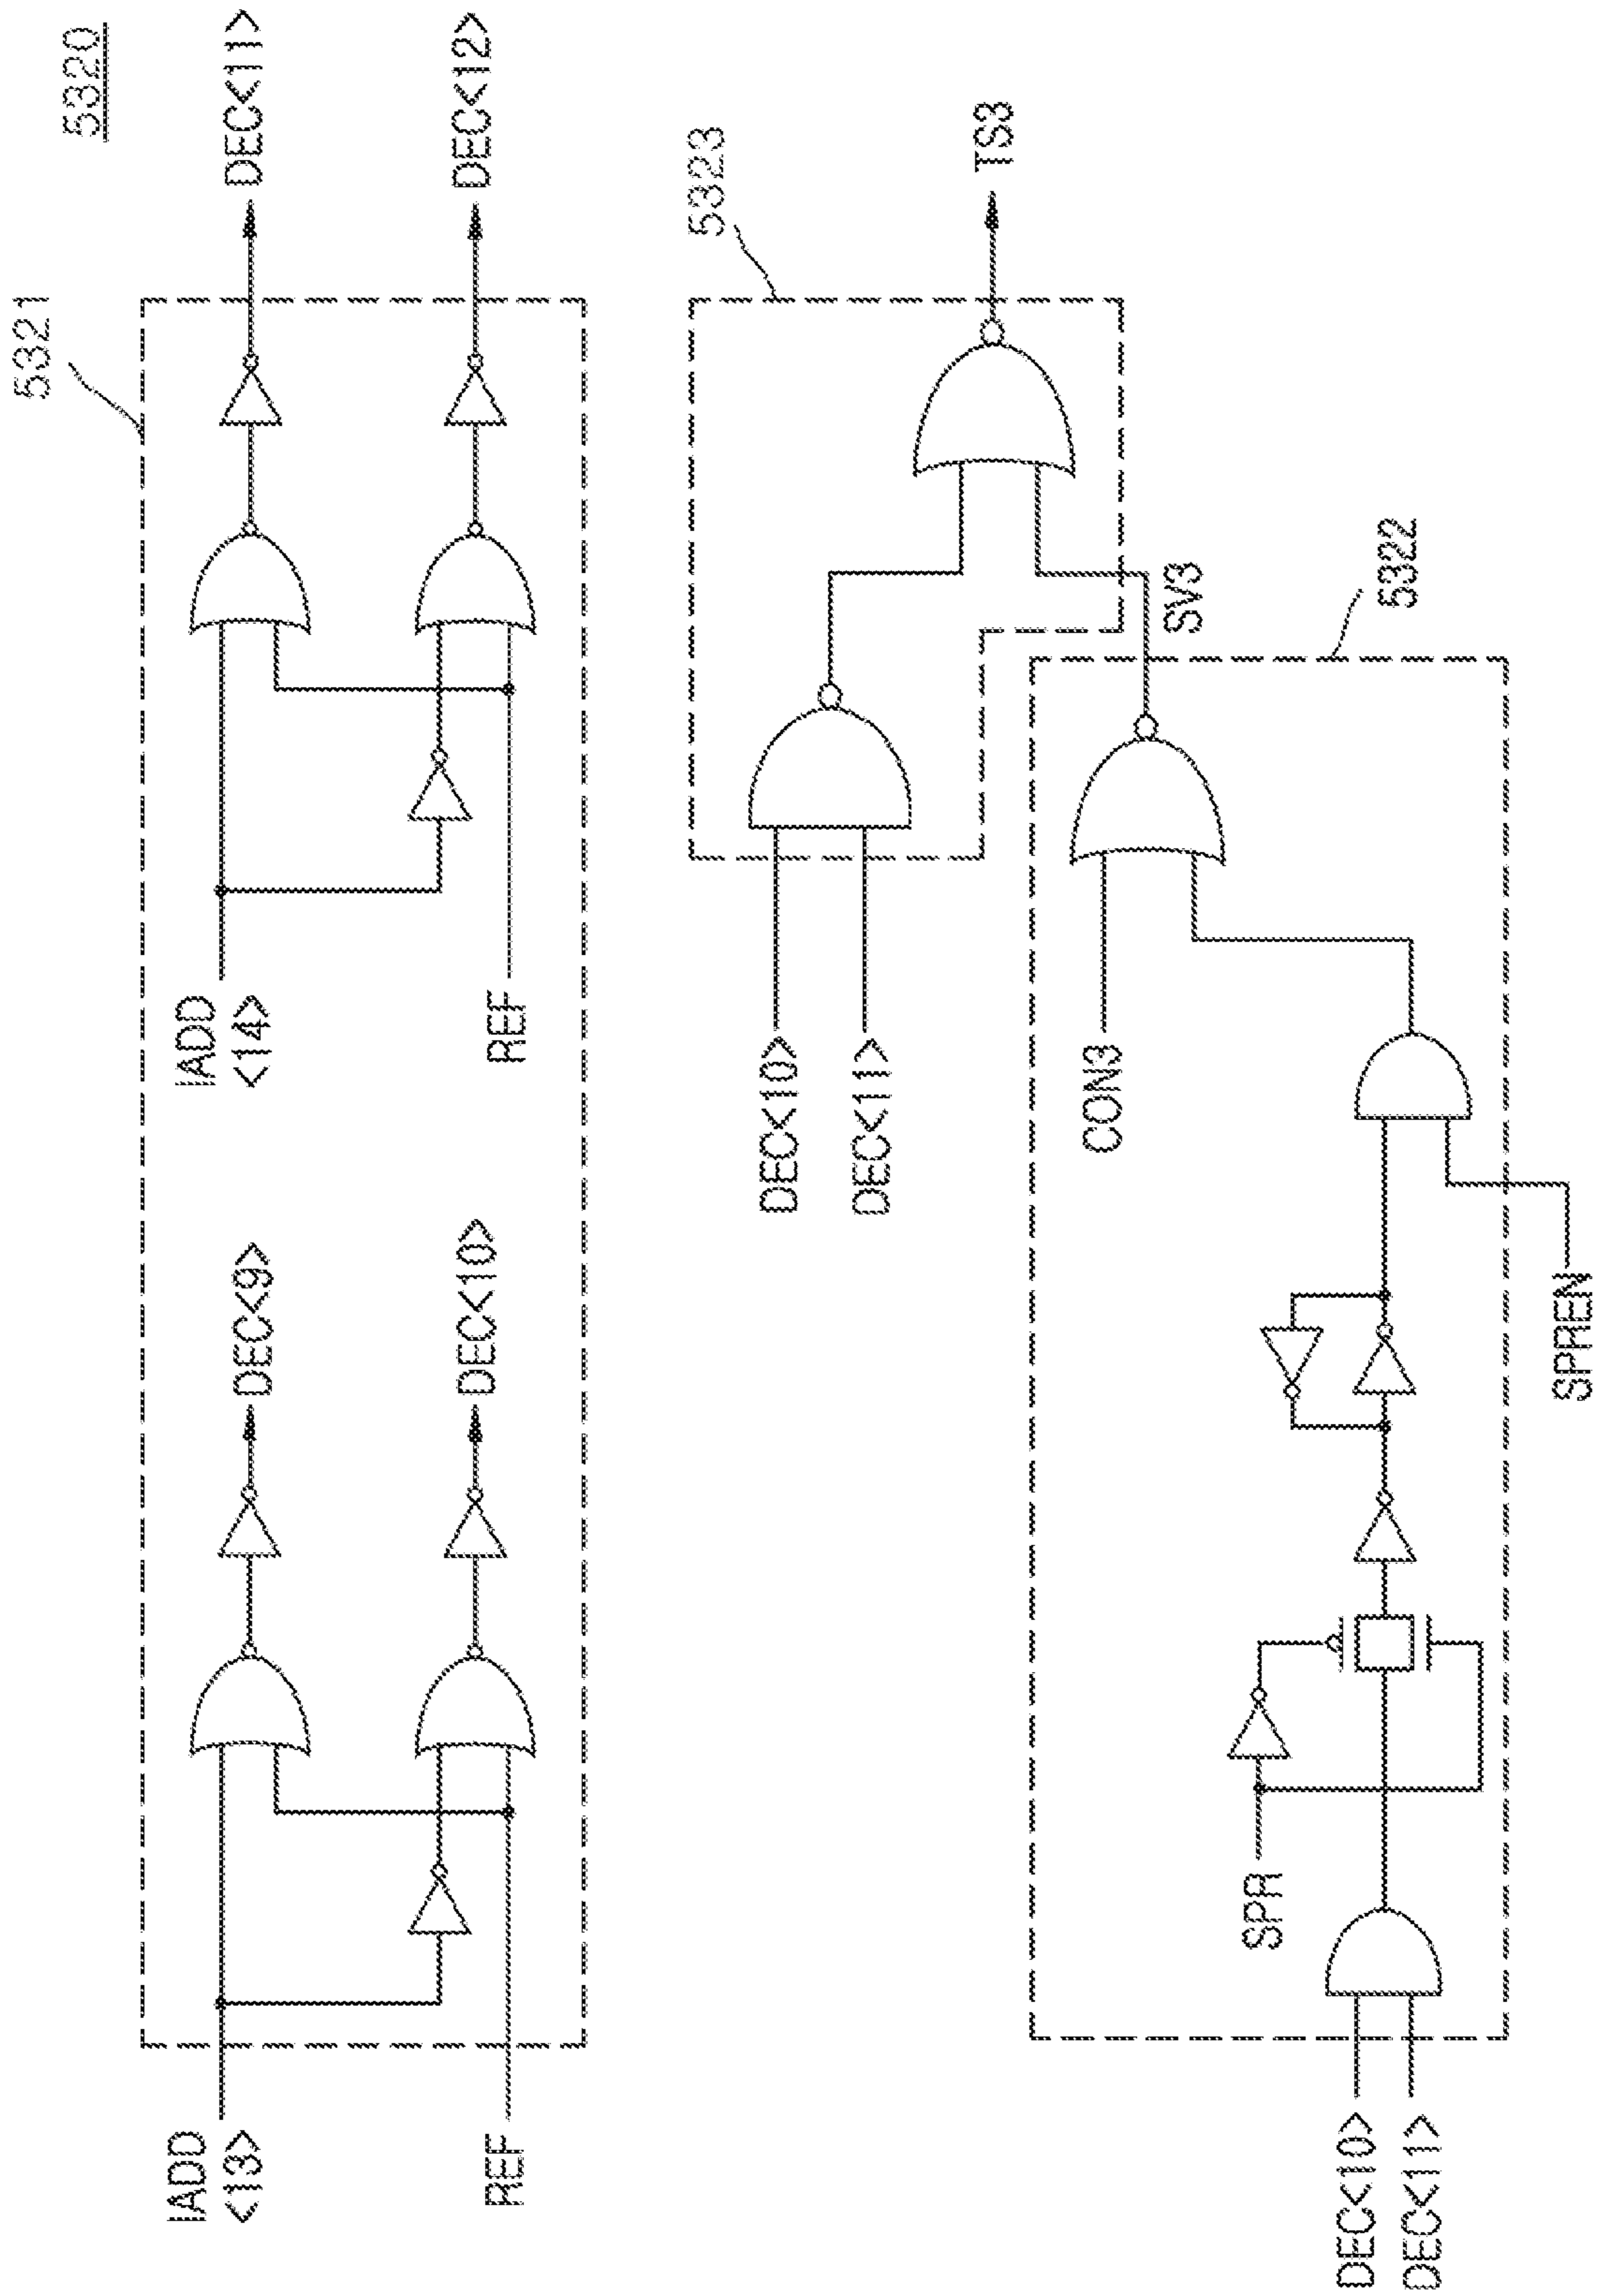 5320
5321
IADD
<13>
REF
DEC<9>
DEC<10>
IADD
<14>
REF
DEC<11>
DEC<12>
5323
DEC<10>
DEC<11>
TS3
SV3
5322
CON3
SPR
DEC<10>
DEC<11>
SPREN